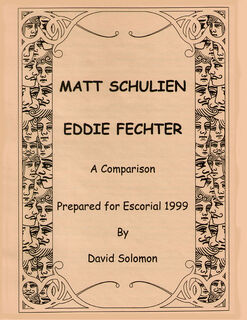 MATT SCHULIEN
EDDIE FECHTER
A Comparison
Prepared for Escorial 1999
By
David Solomon